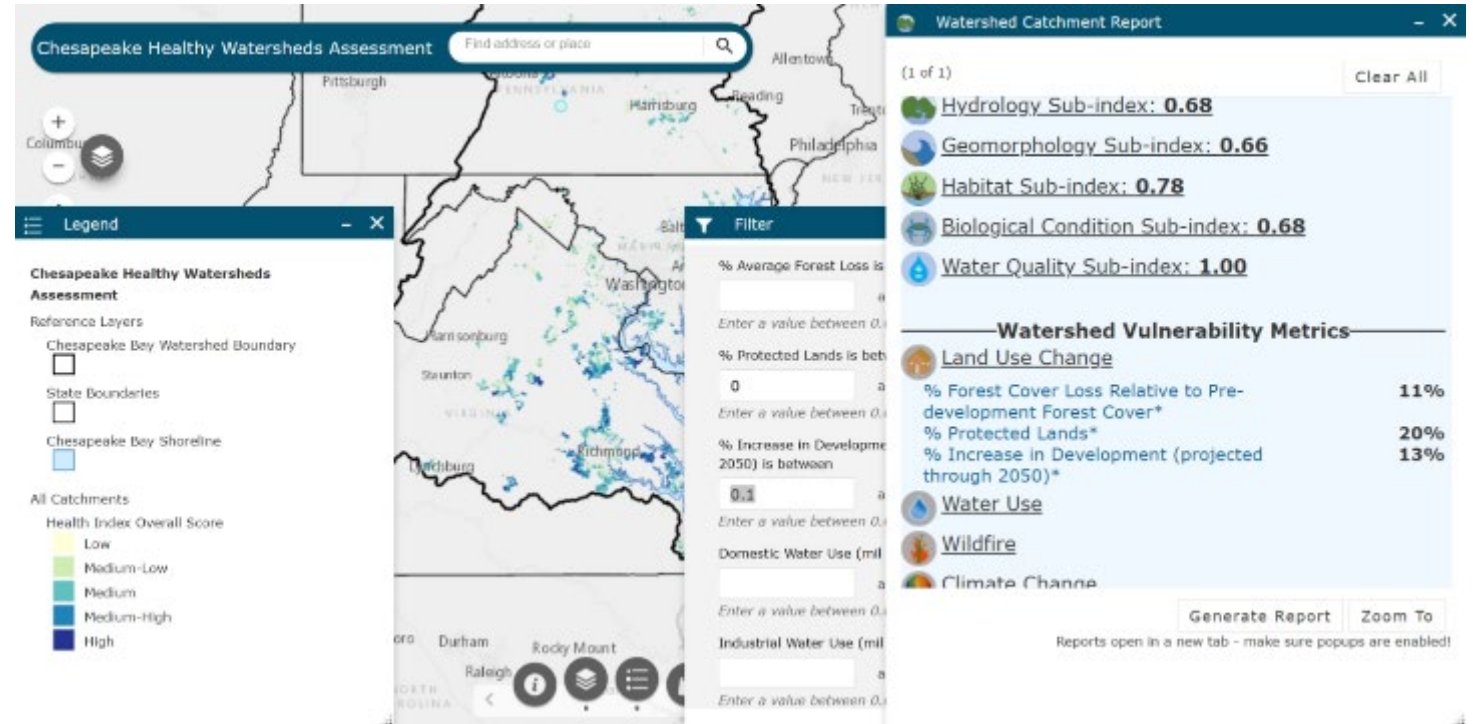 Chesapeake Healthy Watersheds Assessment
Find address or place
Pittsburgh
Harrisburg
Allentown
Reading
Philadelphia
Legend
Chesapeake Healthy Watersheds
Assessment
Reference Layers
Chesapeake Bay Watershed Boundary
State Boundaries
Chesapeake Bay Shoreline
All Catchments
Health Index Overall Score
Low
Medium-Low
Medium
Medium-High
High
Harrisonburg
Staunton
VIRGINIA
Richmond
Lynchburg
Durham
Rocky Mount
Raleigh
Filter
% Average Forest Loss is
Enter a value between 0.
% Protected Lands is bet
0
Enter a value between 0.
% Increase in Developme
2050) is between
0.1
Enter a value between 0.
Domestic Water Use (mil
Enter a value between 0.
Industrial Water Use (mil
Enter a value between 0.
Watershed Catchment Report
(1 of 1)
Clear All
Hydrology Sub-index: 0.68
Geomorphology Sub-index: 0.66
Habitat Sub-index: 0.78
Biological Condition Sub-index: 0.68
Water Quality Sub-index: 1.00
Watershed Vulnerability Metrics
Land Use Change
% Forest Cover Loss Relative to Pre- 11%
development Forest Cover*
% Protected Lands* 20%
% Increase in Development (projected 13%
through 2050)*
Water Use
Wildfire
Climate Change
Generate Report Zoom To
Reports open in a new tab - make sure popups are enabled!